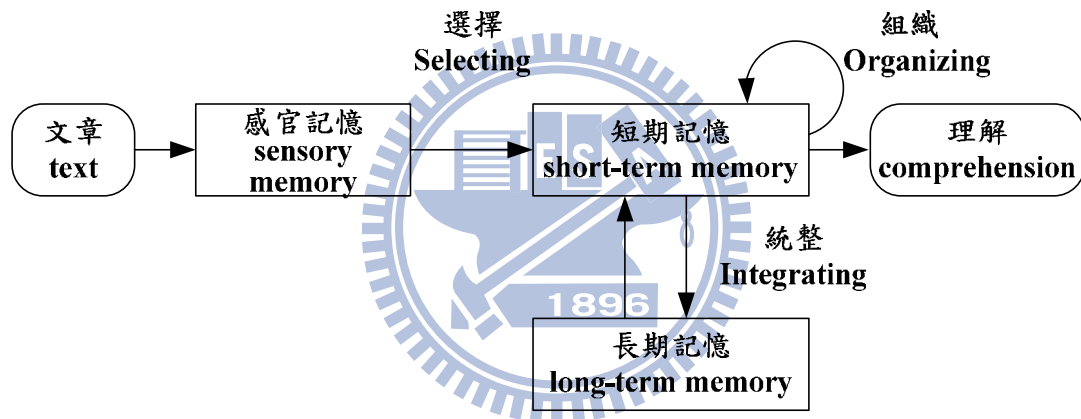 選擇
Selecting
組織
Organizing
文章
text
感官記憶
sensory
memory
短期記憶
short-term memory
理解
comprehension
統整
Integrating
長期記憶
long-term memory
ES
1896